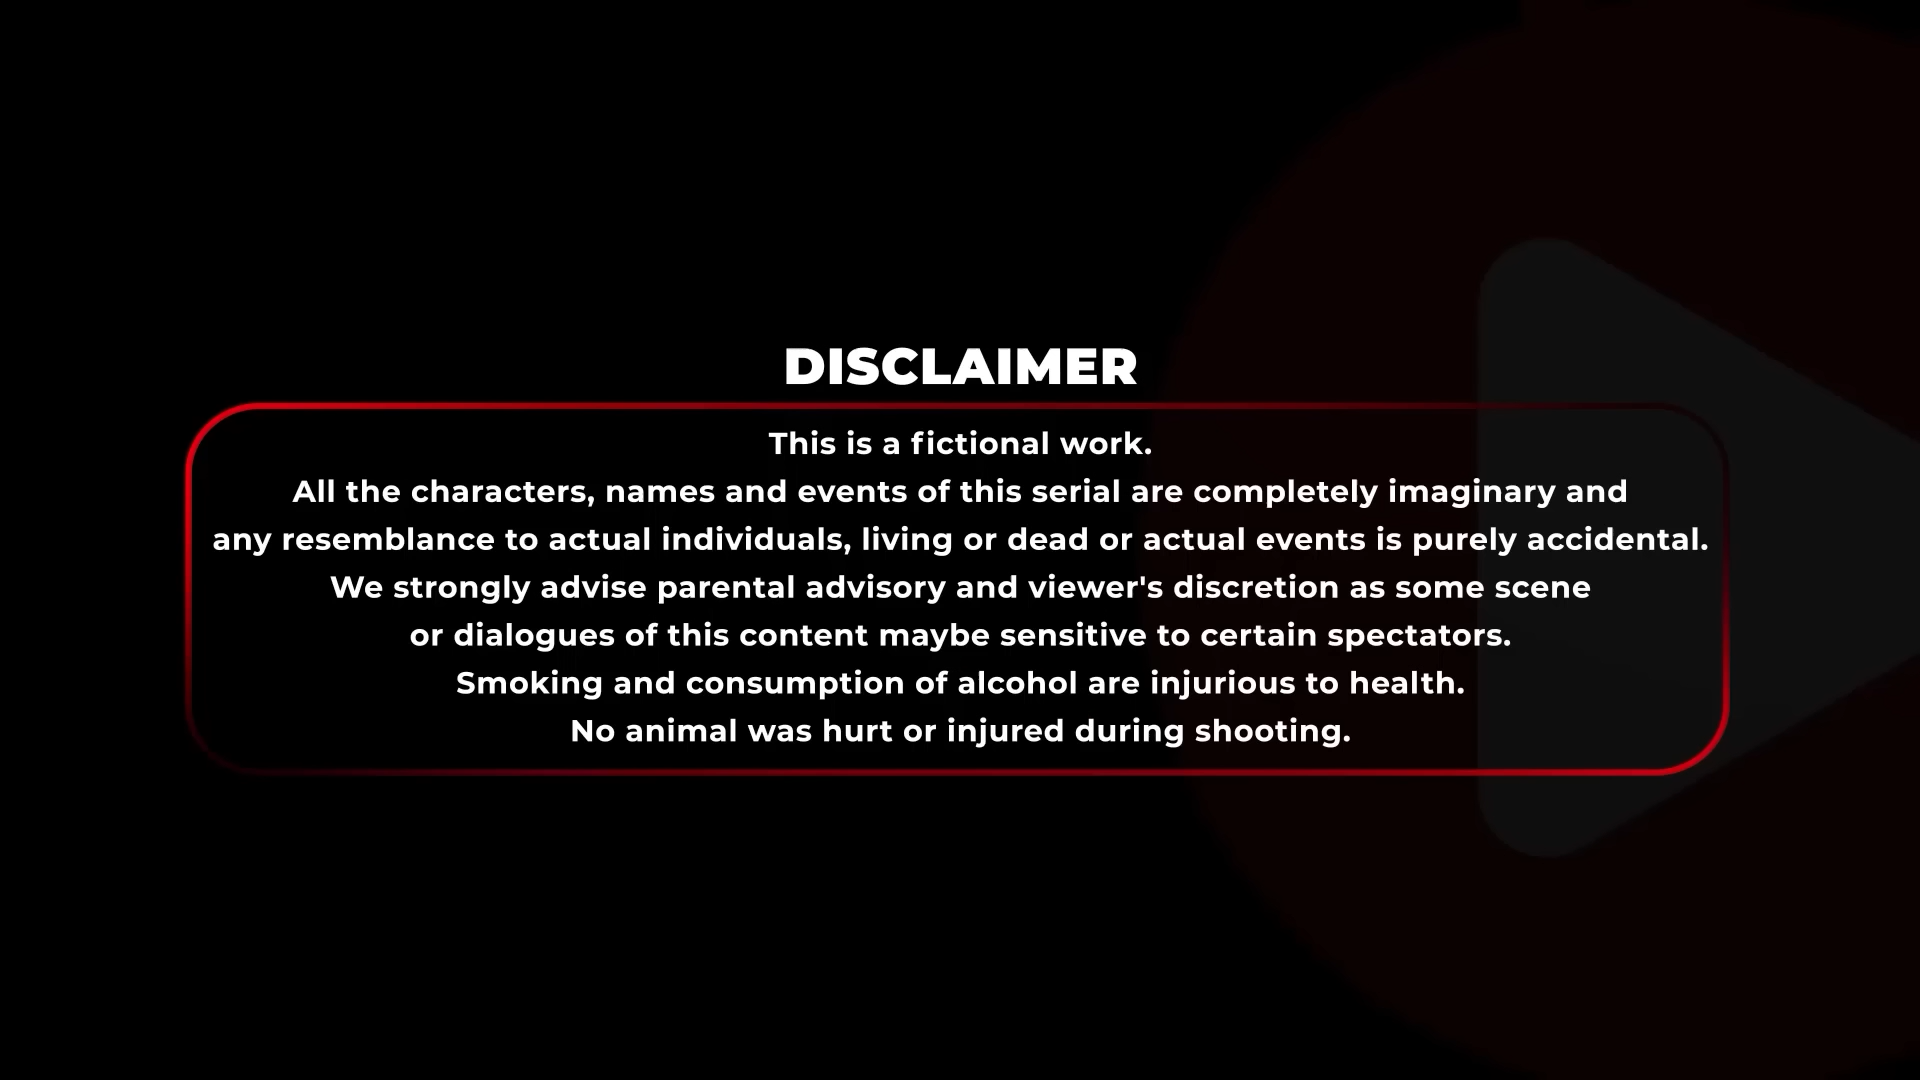 DISCLAIMER
This is a fictional work.
All the characters, names and events of this serial are completely imaginary and
any resemblance to actual individuals, living or dead or actual events is purely accidental.
We strongly advise parental advisory and viewer's discretion as some scene
or dialogues of this content maybe sensitive to certain spectators.
Smoking and consumption of alcohol are injurious to health.
No animal was hurt or injured during shooting.